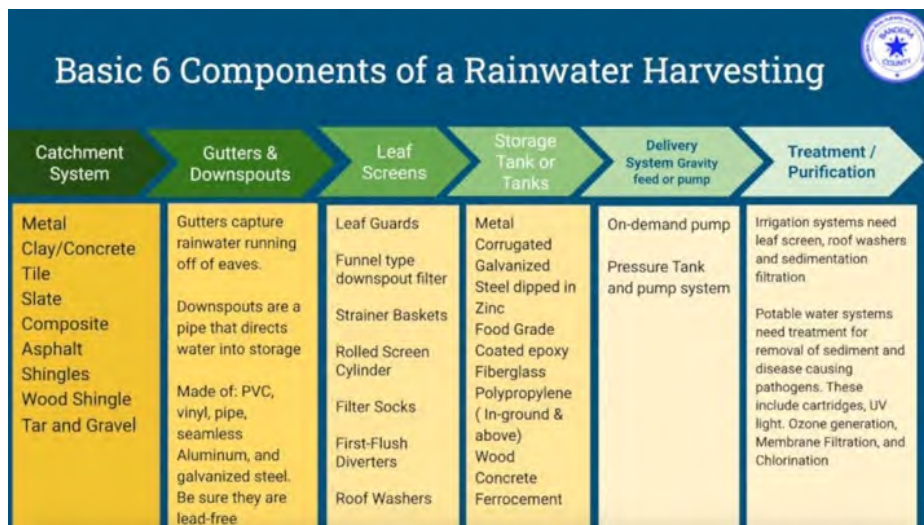 Basic 6 Components of a Rainwater Harvesting
BANDERA
COUNTY
Catchment
System
Gutters &
Downspouts
Leaf
Screens
Storage
Tank or
Tanks
Delivery
System Gravity
feed or pump
Treatment /
Purification
Metal
Clay/Concrete
Tile
Slate
Composite
Asphalt
Shingles
Wood Shingle
Tar and Gravel
Gutters capture
rainwater running
off of eaves.
Downspouts are a
pipe that directs
water into storage
Made of: PVC,
vinyl, pipe,
seamless
Aluminum, and
galvanized steel.
Be sure they are
lead-free
Leaf Guards
Funnel type
downspout filter
Strainer Baskets
Rolled Screen
Cylinder
Filter Socks
First-Flush
Diverters
Roof Washers
Metal
Corrugated
Galvanized
Steel dipped in
Zinc
Food Grade
Coated epoxy
Fiberglass
Polypropylene
( In-ground &
above)
Wood
Concrete
Ferrocement
On-demand pump
Pressure Tank
and pump system
Irrigation systems need
leaf screen, roof washers
and sedimentation
filtration
Potable water systems
need treatment for
removal of sediment and
disease causing
pathogens. These
include cartridges, UV
light. Ozone generation,
Membrane Filtration, and
Chlorination